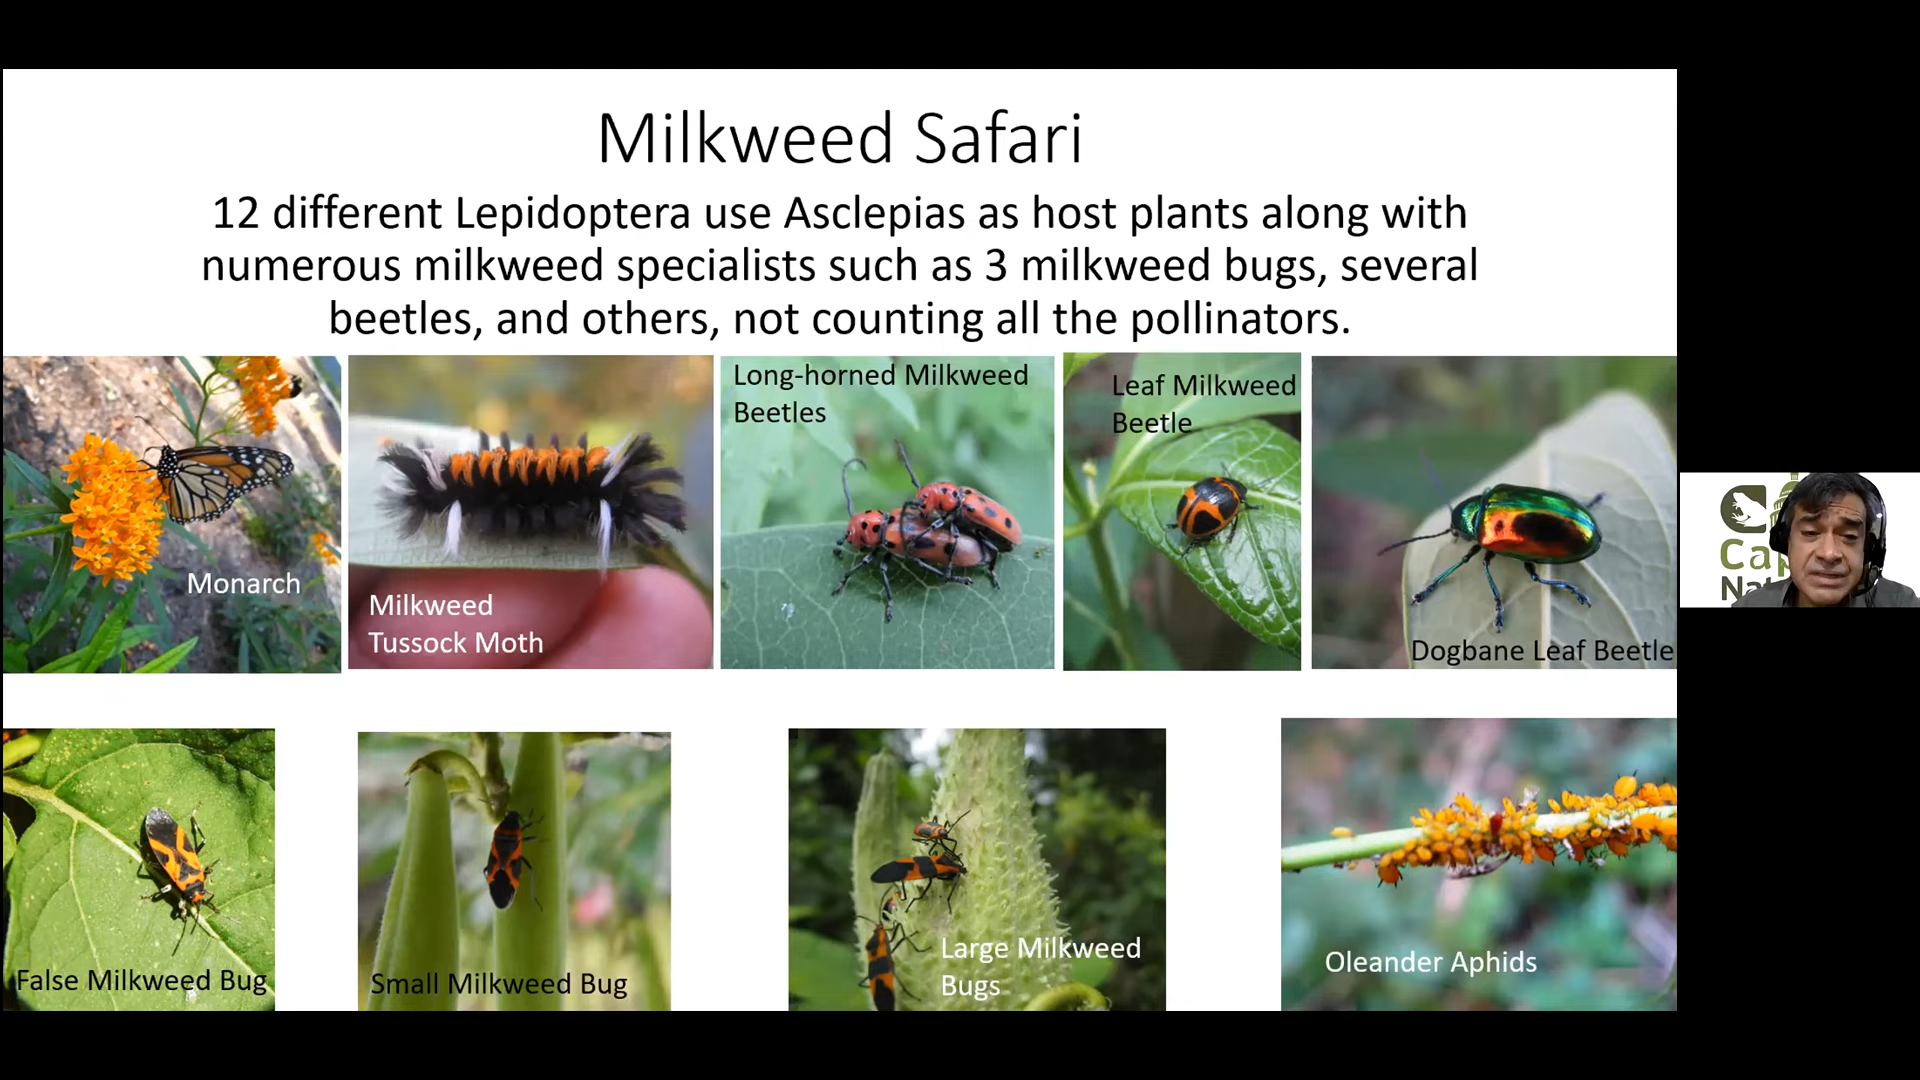 Milkweed Safari
12 different Lepidoptera use Asclepias as host plants along with
numerous milkweed specialists such as 3 milkweed bugs, several
beetles, and others, not counting all the pollinators.
Monarch
Milkweed
Tussock Moth
Long-horned Milkweed
Beetles
Leaf Milkweed
Beetle
Dogbane Leaf Beetle
False Milkweed Bug
Small Milkweed Bug
Large Milkweed
Bugs
Oleander Aphids
Cap
Nat